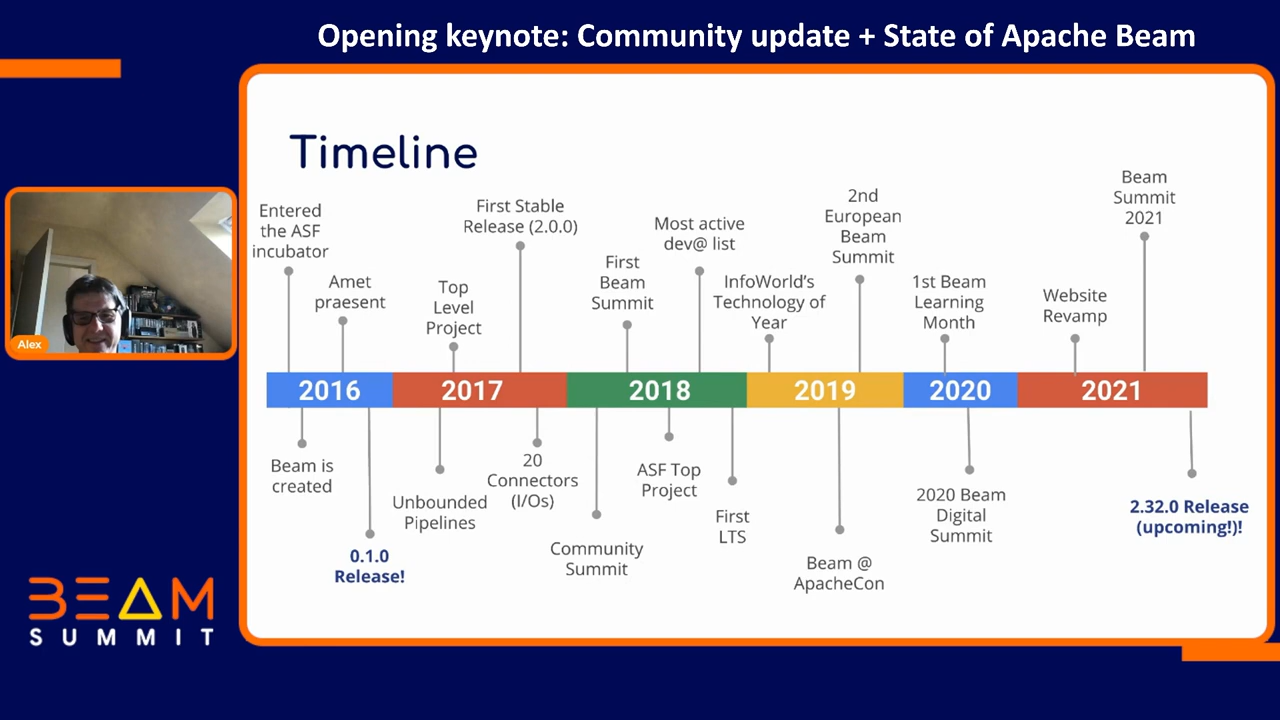 Opening keynote: Community update + State of Apache Beam
Timeline
Entered
the ASF
incubator
Amet
praesent
Top
Level
Project
First Stable
Release (2.0.0)
First
Beam
Summit
Most active
dev@ list
InfoWorld's
Technology of
Year
2nd
European
Beam
Summit
1st Beam
Learning
Month
Website
Revamp
Beam
Summit
2021
Alex
2016
2017
2018
2019
2020
2021
Beam is
created
0.1.0
Release!
Unbounded
Pipelines
20
Connectors
(I/Os)
Community
Summit
ASF Top
Project
First
LTS
Beam @
ApacheCon
2020 Beam
Digital
Summit
2.32.0 Release
(upcoming!)!
BEAM
SUMMIT